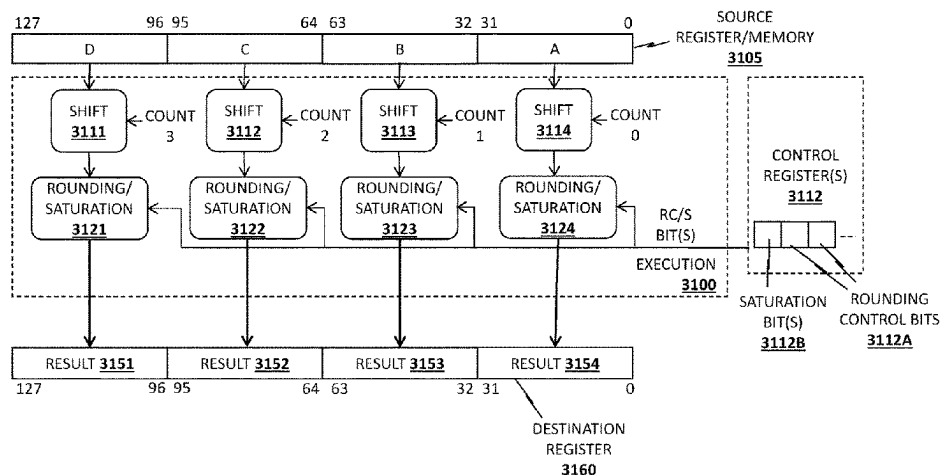 127 96 95 64 63 32 31 0
D C B A
SOURCE
REGISTER/MEMORY
3105
SHIFT
3111
COUNT
3
SHIFT
3112
COUNT
2
SHIFT
3113
COUNT
1
SHIFT
3114
COUNT
0
ROUNDING/
SATURATION
3121
ROUNDING/
SATURATION
3122
ROUNDING/
SATURATION
3123
ROUNDING/
SATURATION
3124
RC/S
BIT(S)
EXECUTION
3100
CONTROL
REGISTER(S)
3112
SATURATION
BIT(S)
3112B
ROUNDING
CONTROL BITS
3112A
RESULT 3151 RESULT 3152 RESULT 3153 RESULT 3154
127 96 95 64 63 32 31 0
DESTINATION
REGISTER
3160